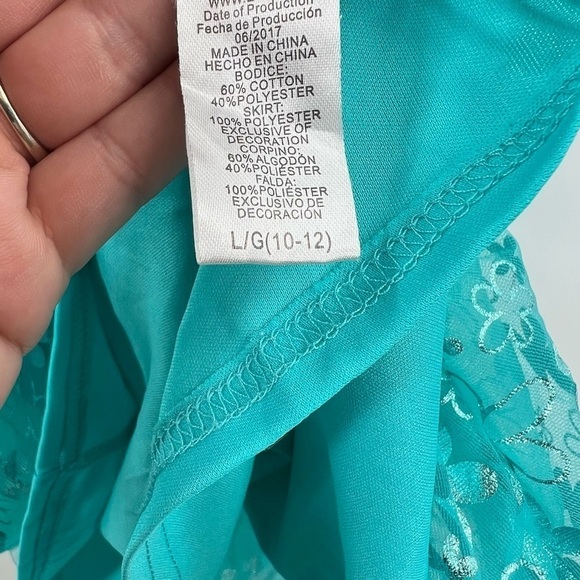 Date of Production
Fecha de Producción
06/2017
MADE IN CHINA
HECHO EN CHINA
BODICE:
60% COTTON
40%POLYESTER
SKIRT:
100% POLYESTER
EXCLUSIVE OF
DECORATION
CORPINO:
60% ALGODÓN
40%POLIÉSTER
FALDA:
100%POLIÉSTER
EXCLUSIVO DE
DECORACIÓN
L/G(10-12)